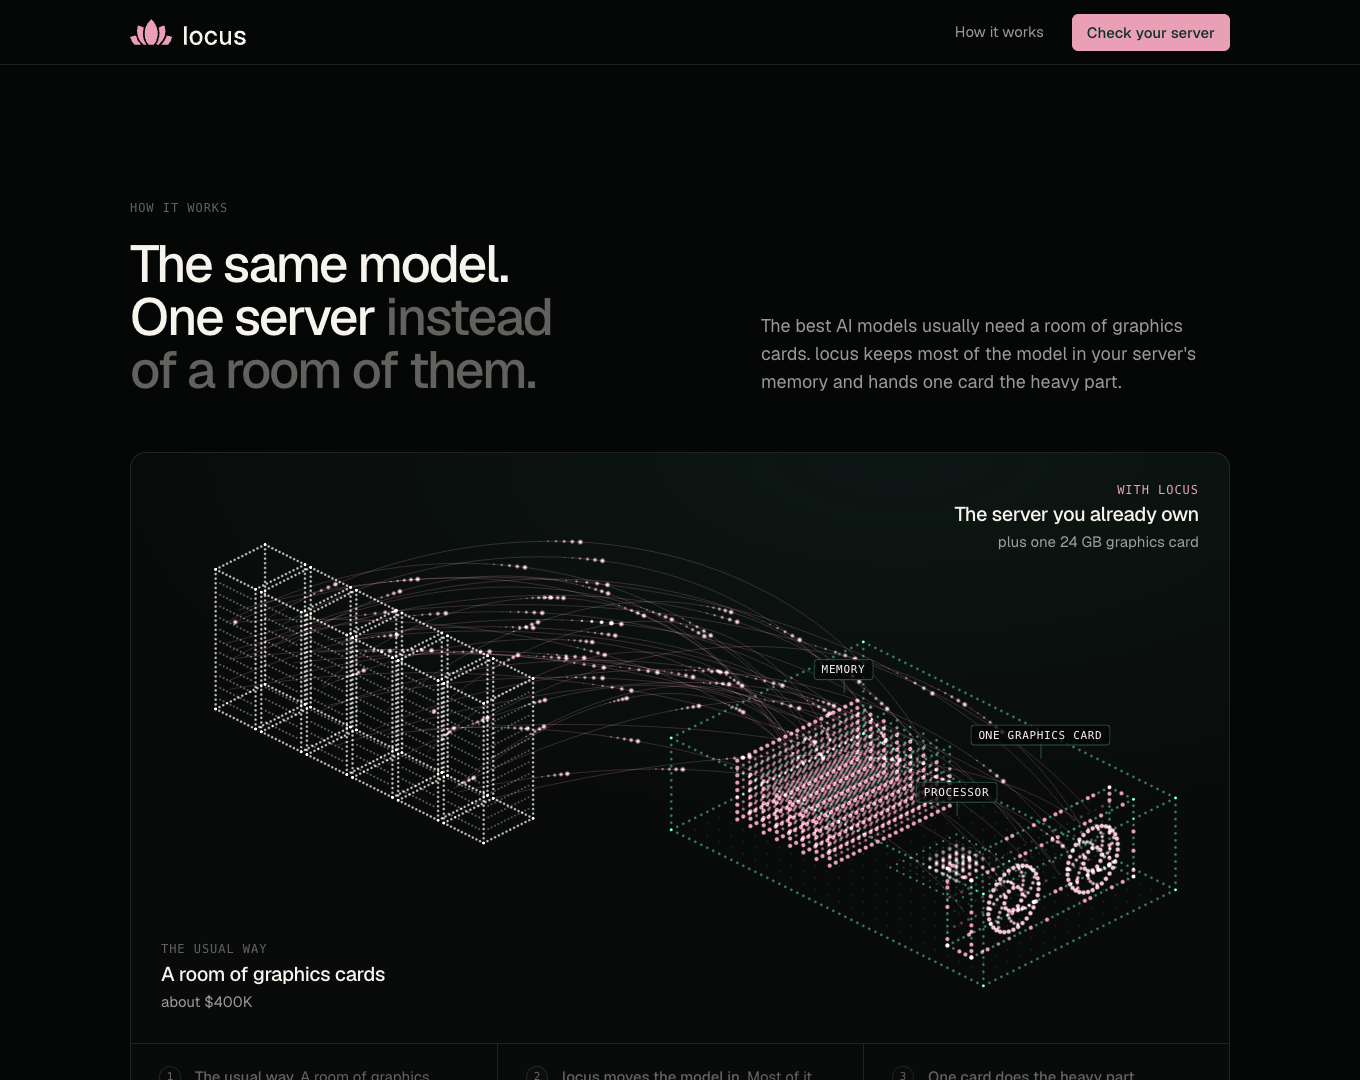 locus
How it works
Check your server
HOW IT WORKS
The same model.
One server instead
of a room of them.
The best AI models usually need a room of graphics
cards. locus keeps most of the model in your server's
memory and hands one card the heavy part.
WITH LOCUS
The server you already own
plus one 24 GB graphics card
MEMORY
ONE GRAPHICS CARD
PROCESSOR
THE USUAL WAY
A room of graphics cards
about $400K
1 The usual way. A room of graphics
2 locus moves the model in. Most of it
3 One card does the heavy part.